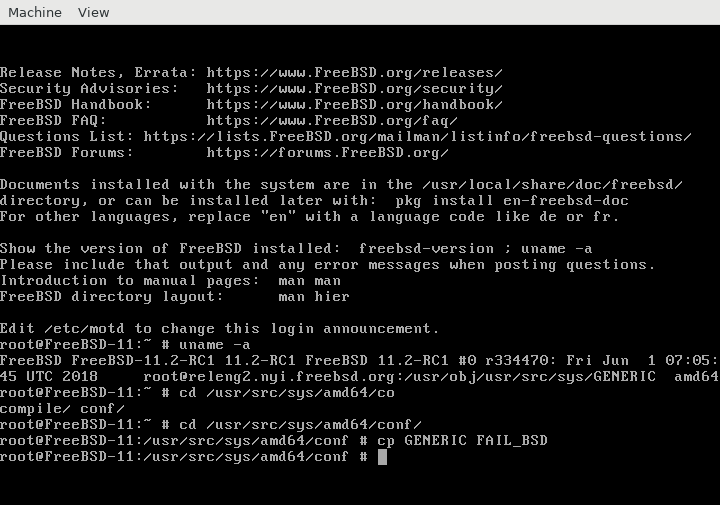 Machine View
Release Notes, Errata: https://www.FreeBSD.org/releases/
Security Advisories:   https://www.FreeBSD.org/security/
FreeBSD Handbook:      https://www.FreeBSD.org/handbook/
FreeBSD FAQ:           https://www.FreeBSD.org/faq/
Questions List: https://lists.FreeBSD.org/mailman/listinfo/freebsd-questions/
FreeBSD Forums:        https://forums.FreeBSD.org/
Documents installed with the system are in the /usr/local/share/doc/freebsd/
directory, or can be installed later with:  pkg install en-freebsd-doc
For other languages, replace "en" with a language code like de or fr.
Show the version of FreeBSD installed:  freebsd-version ; uname -a
Please include that output and any error messages when posting questions.
Introduction to manual pages:  man man
FreeBSD directory layout:      man hier
Edit /etc/motd to change this login announcement.
root@FreeBSD-11:~ # uname -a
FreeBSD FreeBSD-11.2-RC1 11.2-RC1 FreeBSD 11.2-RC1 #0 r334470: Fri Jun  1 07:05:
45 UTC 2018     root@releng2.nyi.freebsd.org:/usr/obj/usr/src/sys/GENERIC  amd64
root@FreeBSD-11:~ # cd /usr/src/sys/amd64/co
compile/ conf/
root@FreeBSD-11:~ # cd /usr/src/sys/amd64/conf/
root@FreeBSD-11:/usr/src/sys/amd64/conf # cp GENERIC FAIL_BSD
root@FreeBSD-11:/usr/src/sys/amd64/conf #